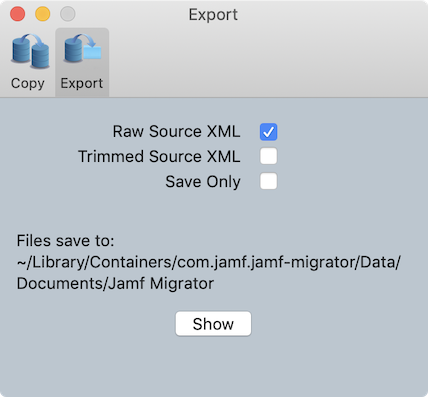 Export
Copy
Export
Raw Source XML
Trimmed Source XML
Save Only
Files save to:
~/Library/Containers/com.jamf.jamf-migrator/Data/
Documents/Jamf Migrator
Show